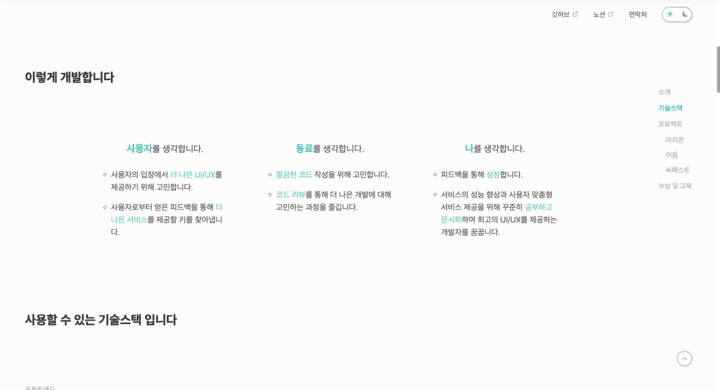 깃허브
노션
연락처
이렇게 개발합니다
소개
기술스택
프로젝트
마리콘
이음
싸패스트
수상 및 교육
사용자를 생각합니다.
사용자의 입장에서 더 나은 UI/UX를
제공하기 위해 고민합니다.
사용자로부터 얻은 피드백을 통해 더
나은 서비스를 제공할 키를 찾아냅니
다.
동료를 생각합니다.
깔끔한 코드 작성을 위해 고민합니다.
코드 리뷰를 통해 더 나은 개발에 대해
고민하는 과정을 즐깁니다.
나를 생각합니다.
피드백을 통해 성장합니다.
서비스의 성능 향상과 사용자 맞춤형
서비스 제공을 위해 꾸준히 공부하고
문서화하여 최고의 UI/UX를 제공하는
개발자를 꿈꿉니다.
사용할 수 있는 기술스택 입니다